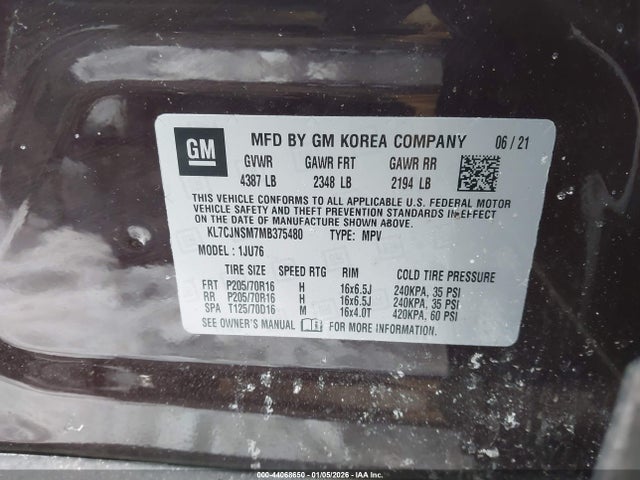 GM
MFD BY GM KOREA COMPANY 06/21
GVWR GAWR FRT GAWR RR
4387 LB 2348 LB 2194 LB
THIS VEHICLE CONFORMS TO ALL APPLICABLE U.S. FEDERAL MOTOR
VEHICLE SAFETY, BUMPER, AND THEFT PREVENTION STANDARDS IN EFFECT
ON THE DATE OF MANUFACTURE SHOWN ABOVE.
KL7CJNSM7MB375480 TYPE: MPV
MODEL: 1JU76
TIRE SIZE SPEED RTG RIM COLD TIRE PRESSURE
FRT P205/70R16 H 16x6.5J 240KPA, 35 PSI
RR P205/70R16 H 16x6.5J 240KPA, 35 PSI
SPA T125/70D16 M 16x4.0T 420KPA, 60 PSI
SEE OWNER'S MANUAL FOR MORE INFORMATION.
000-44068650 - 01/05/2026 - IAA Inc.